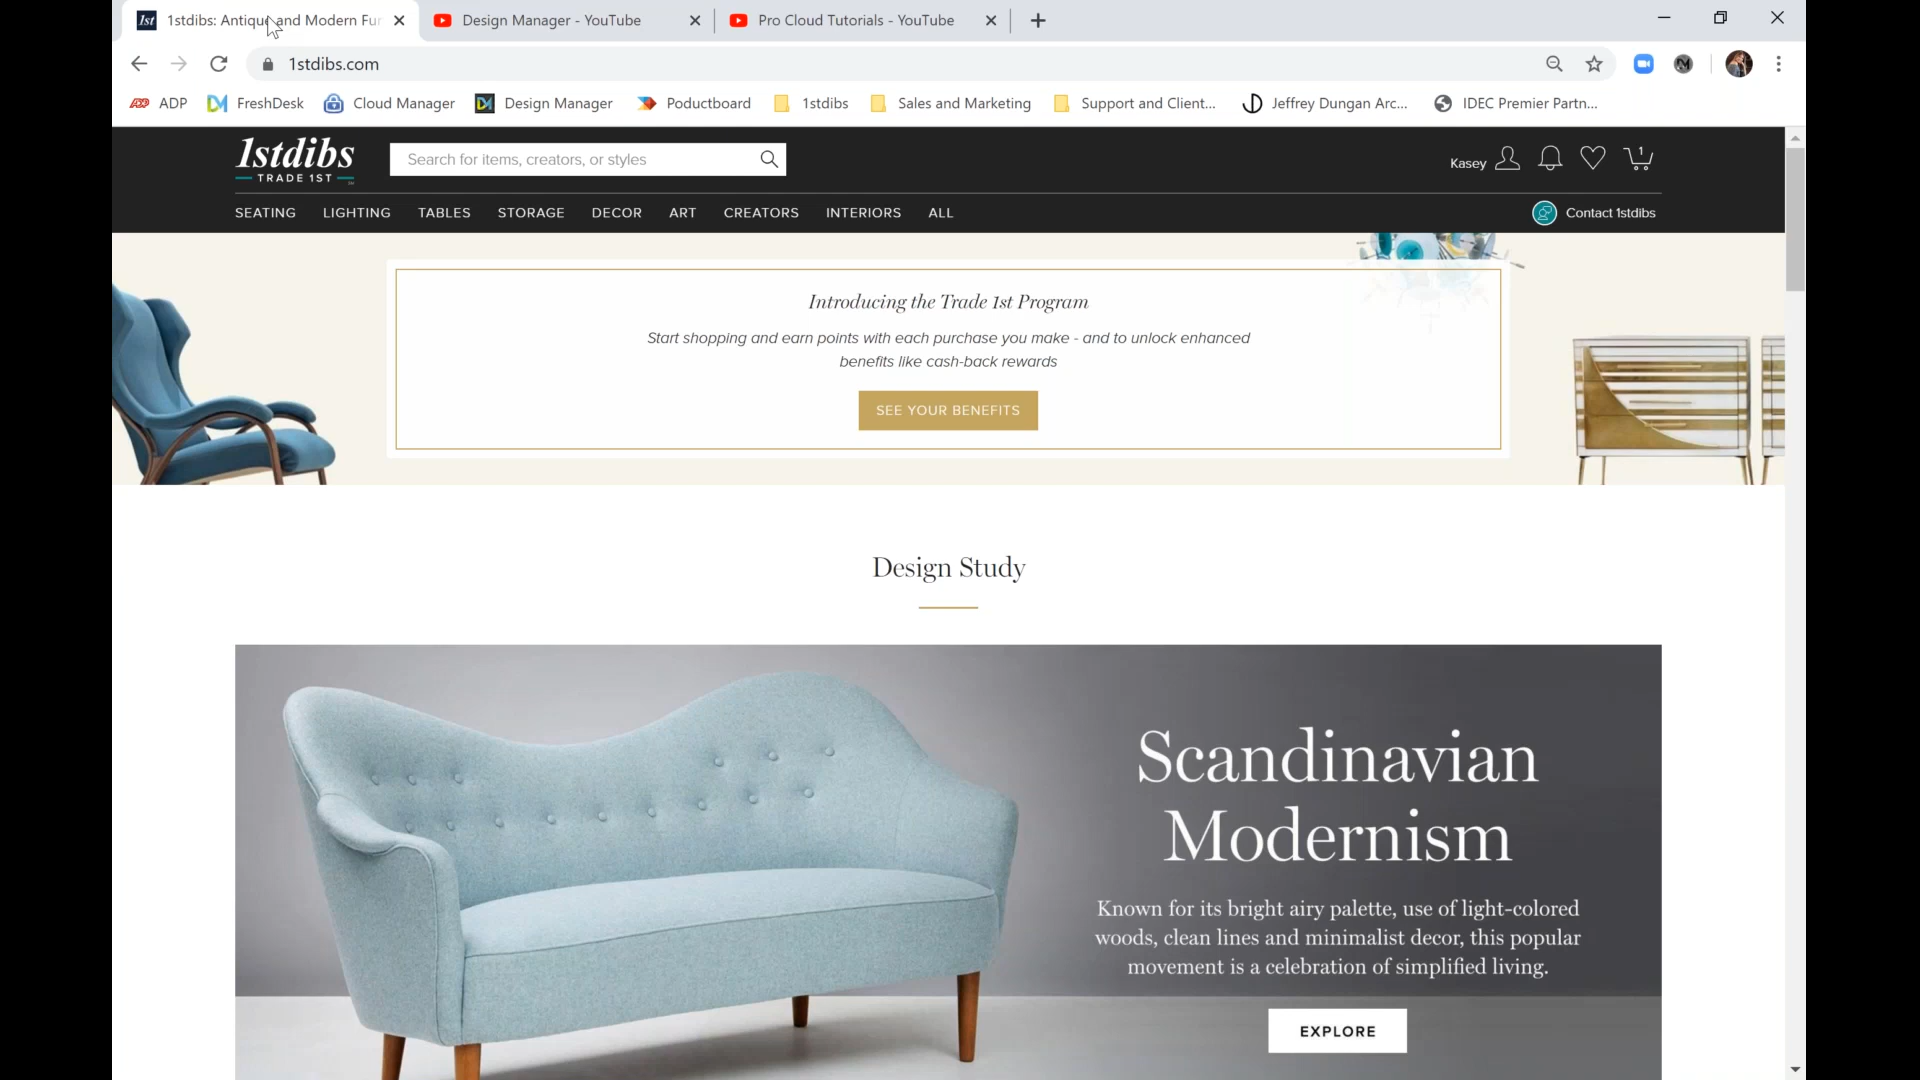 1st 1stdibs: Antique and Modern Fur
Design Manager - YouTube
Pro Cloud Tutorials - YouTube
1stdibs.com
ADP ADP
FreshDesk
Cloud Manager
Design Manager
Poductboard
1stdibs
Sales and Marketing
Support and Client...
Jeffrey Dungan Arc...
IDEC Premier Partn...
1stdibs
TRADE 1ST
Search for items, creators, or styles
Kasey
1
SEATING LIGHTING TABLES STORAGE DECOR ART CREATORS INTERIORS ALL
Contact 1stdibs
Introducing the Trade 1st Program
Start shopping and earn points with each purchase you make - and to unlock enhanced
benefits like cash-back rewards
SEE YOUR BENEFITS
Design Study
Scandinavian
Modernism
Known for its bright airy palette, use of light-colored
woods, clean lines and minimalist decor, this popular
movement is a celebration of simplified living.
EXPLORE